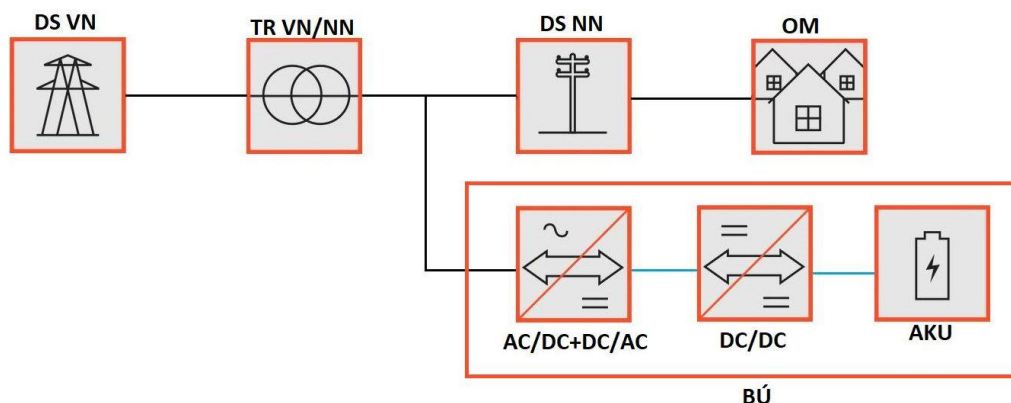 DS VN
TR VN/NN
DS NN
OM
AC/DC+DC/AC
DC/DC
AKU
BÚ